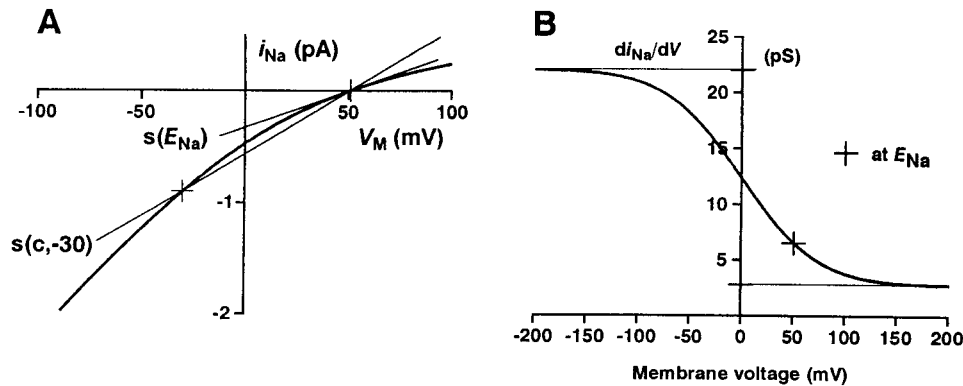 A
i_Na (pA)
-100 -50 50 100
s(E_Na)
V_M (mV)
-1
s(c,-30)
-2
B
di_Na/dV
25
(pS)
20
15
at E_Na
10
5
-200 -150 -100 -50 0 50 100 150 200
Membrane voltage (mV)